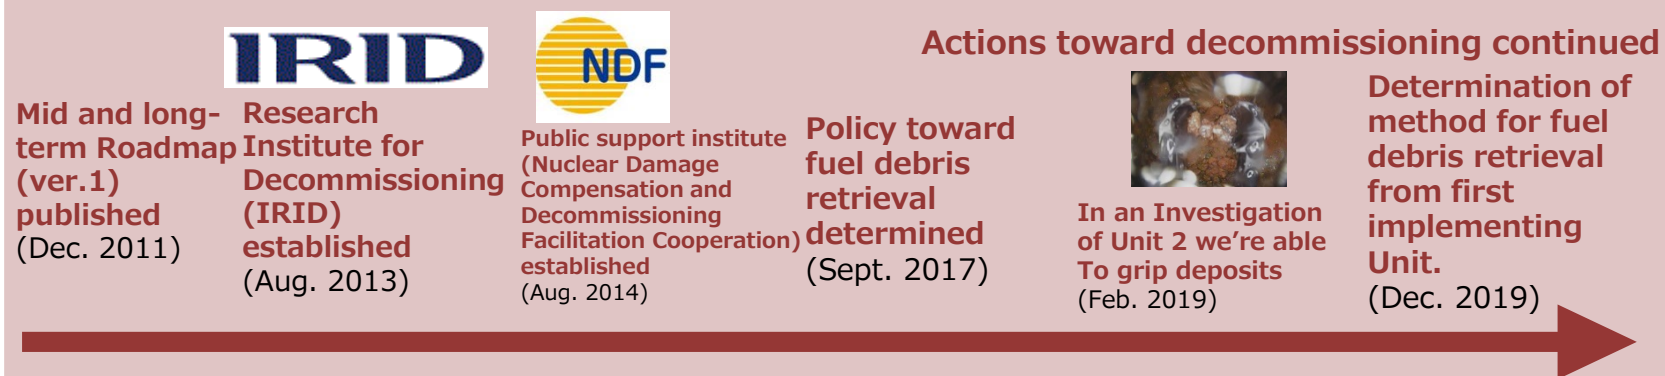 Actions toward decommissioning continued
Mid and long-
term Roadmap
(ver.1)
published
(Dec. 2011)
IRID
Research
Institute for
Decommissioning
(IRID)
established
(Aug. 2013)
NDF
Public support institute
(Nuclear Damage
Compensation and
Decommissioning
Facilitation Cooperation)
established
(Aug. 2014)
Policy toward
fuel debris
retrieval
determined
(Sept. 2017)
In an Investigation
of Unit 2 we're able
To grip deposits
(Feb. 2019)
Determination of
method for fuel
debris retrieval
from first
implementing
Unit.
(Dec. 2019)